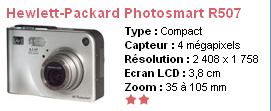 Hewlett-Packard Photosmart R507
Type : Compact
Capteur : 4 mégapixels
Résolution : 2 408 x 1 758
Ecran LCD : 3,8 cm
Zoom : 35 à 105 mm